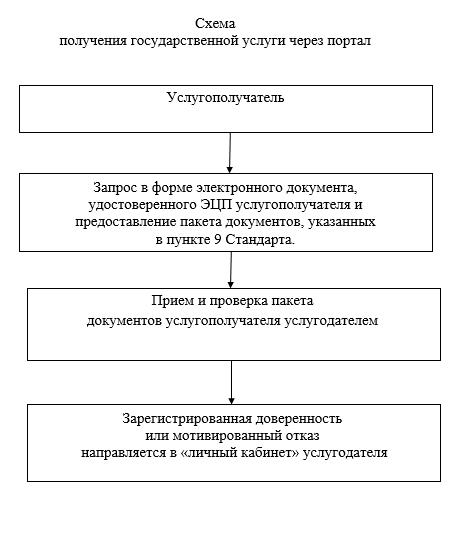 Схема
получения государственной услуги через портал
Услугополучатель
Запрос в форме электронного документа,
удостоверенного ЭЦП услугополучателя и
предоставление пакета документов, указанных
в пункте 9 Стандарта.
Прием и проверка пакета
документов услугополучателя услугодателем
Зарегистрированная доверенность
или мотивированный отказ
направляется в «личный кабинет» услугодателя